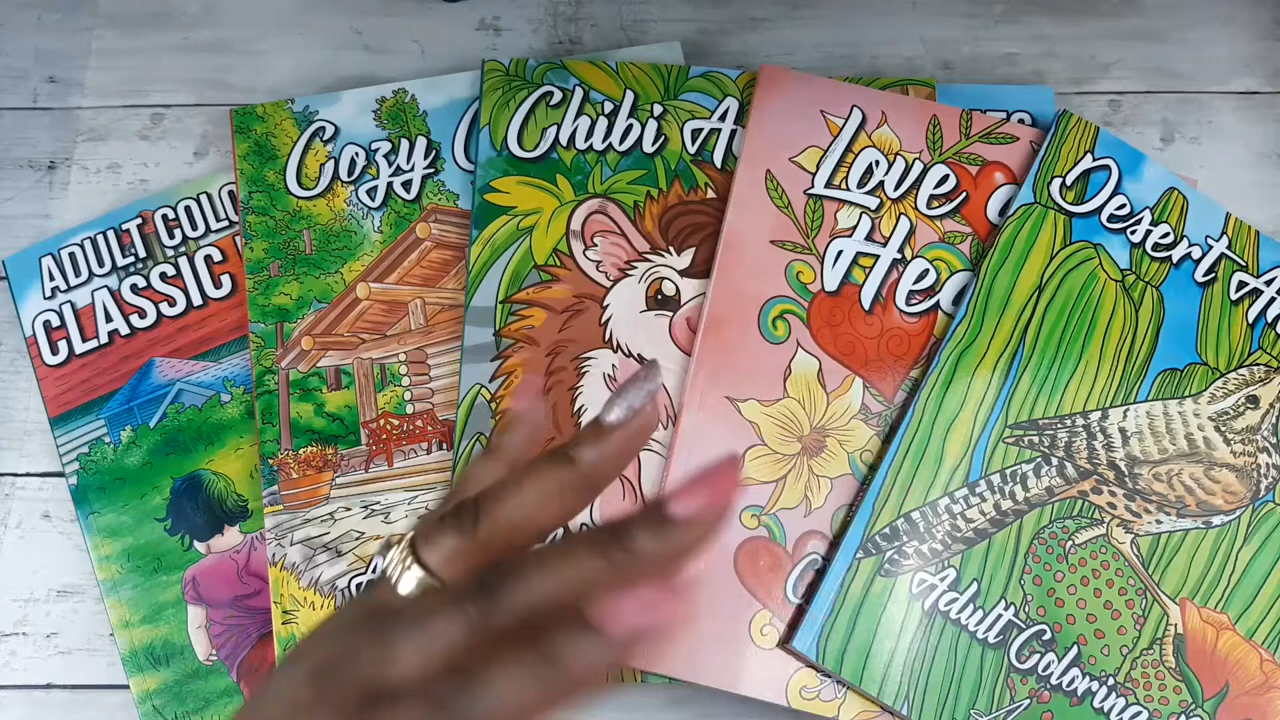 ADULT COLO
CLASSIC
Cozy C
Chibi A
Love
Hea
Desert A
Adult Coloring